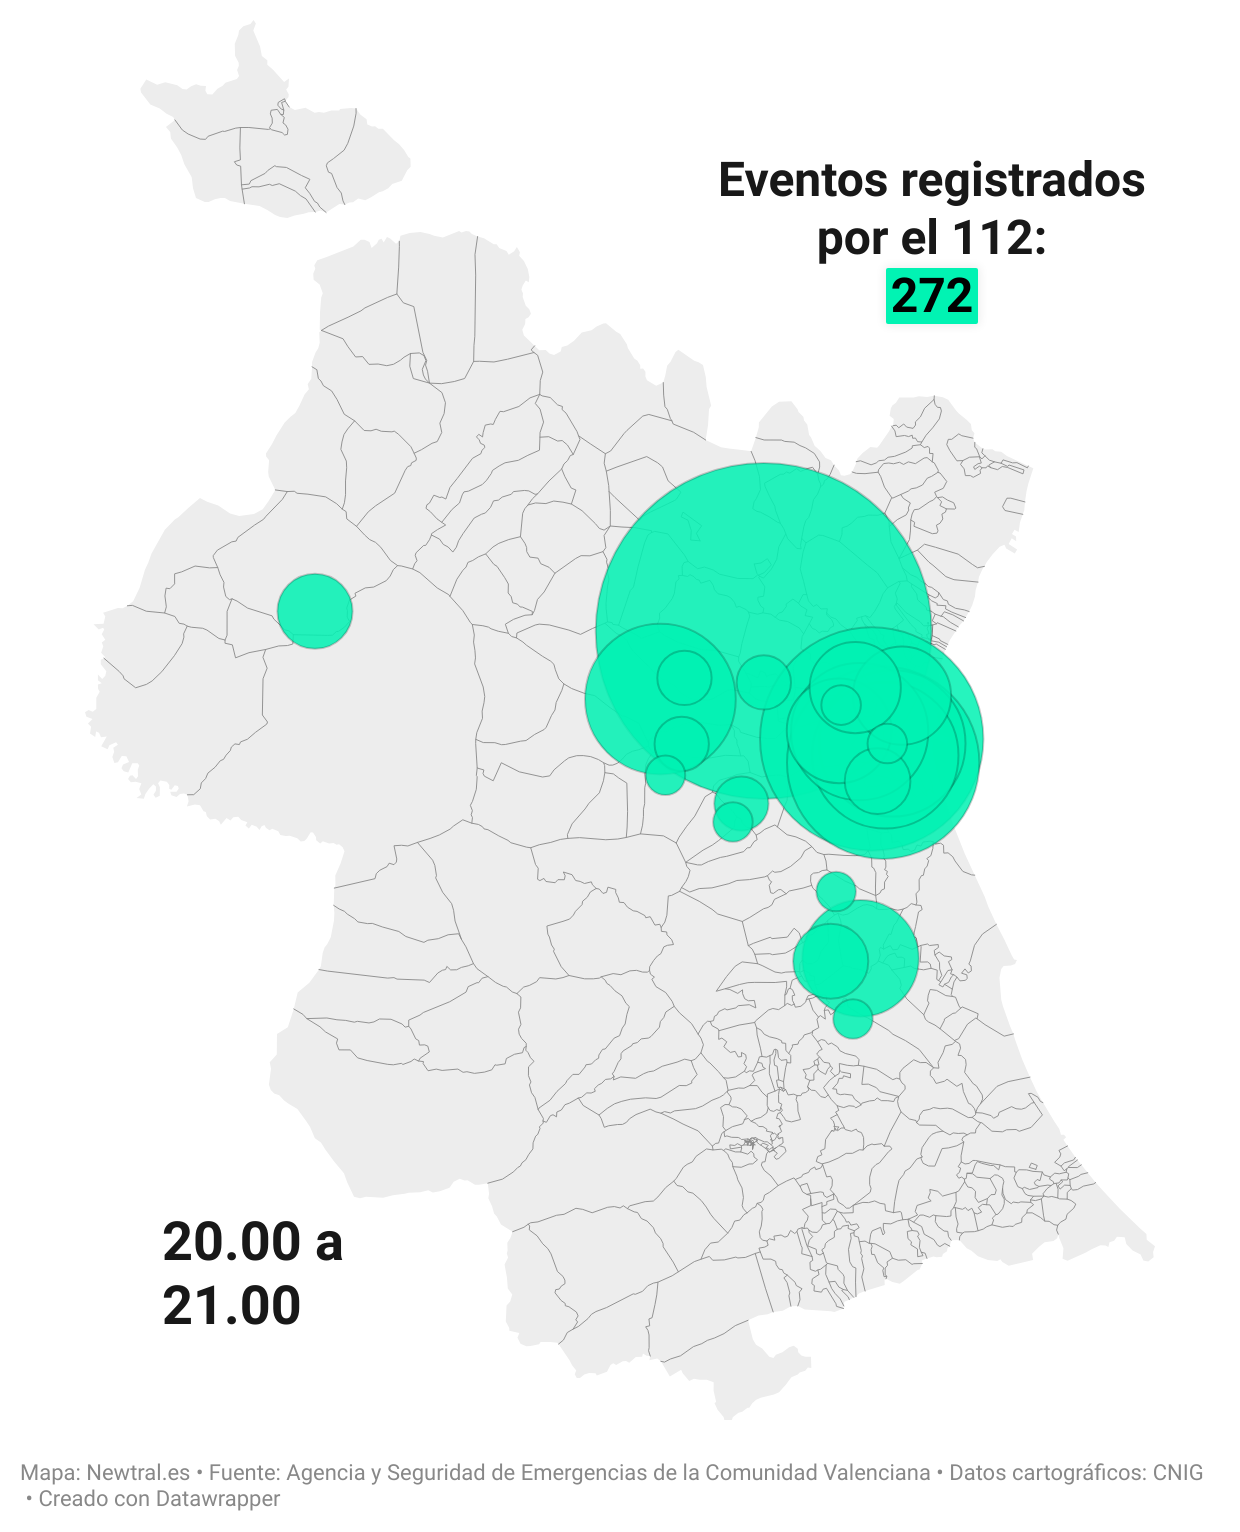 Eventos registrados
por el 112:
272
20.00 a
21.00
Mapa: Newtral.es • Fuente: Agencia y Seguridad de Emergencias de la Comunidad Valenciana • Datos cartográficos: CNIG
• Creado con Datawrapper